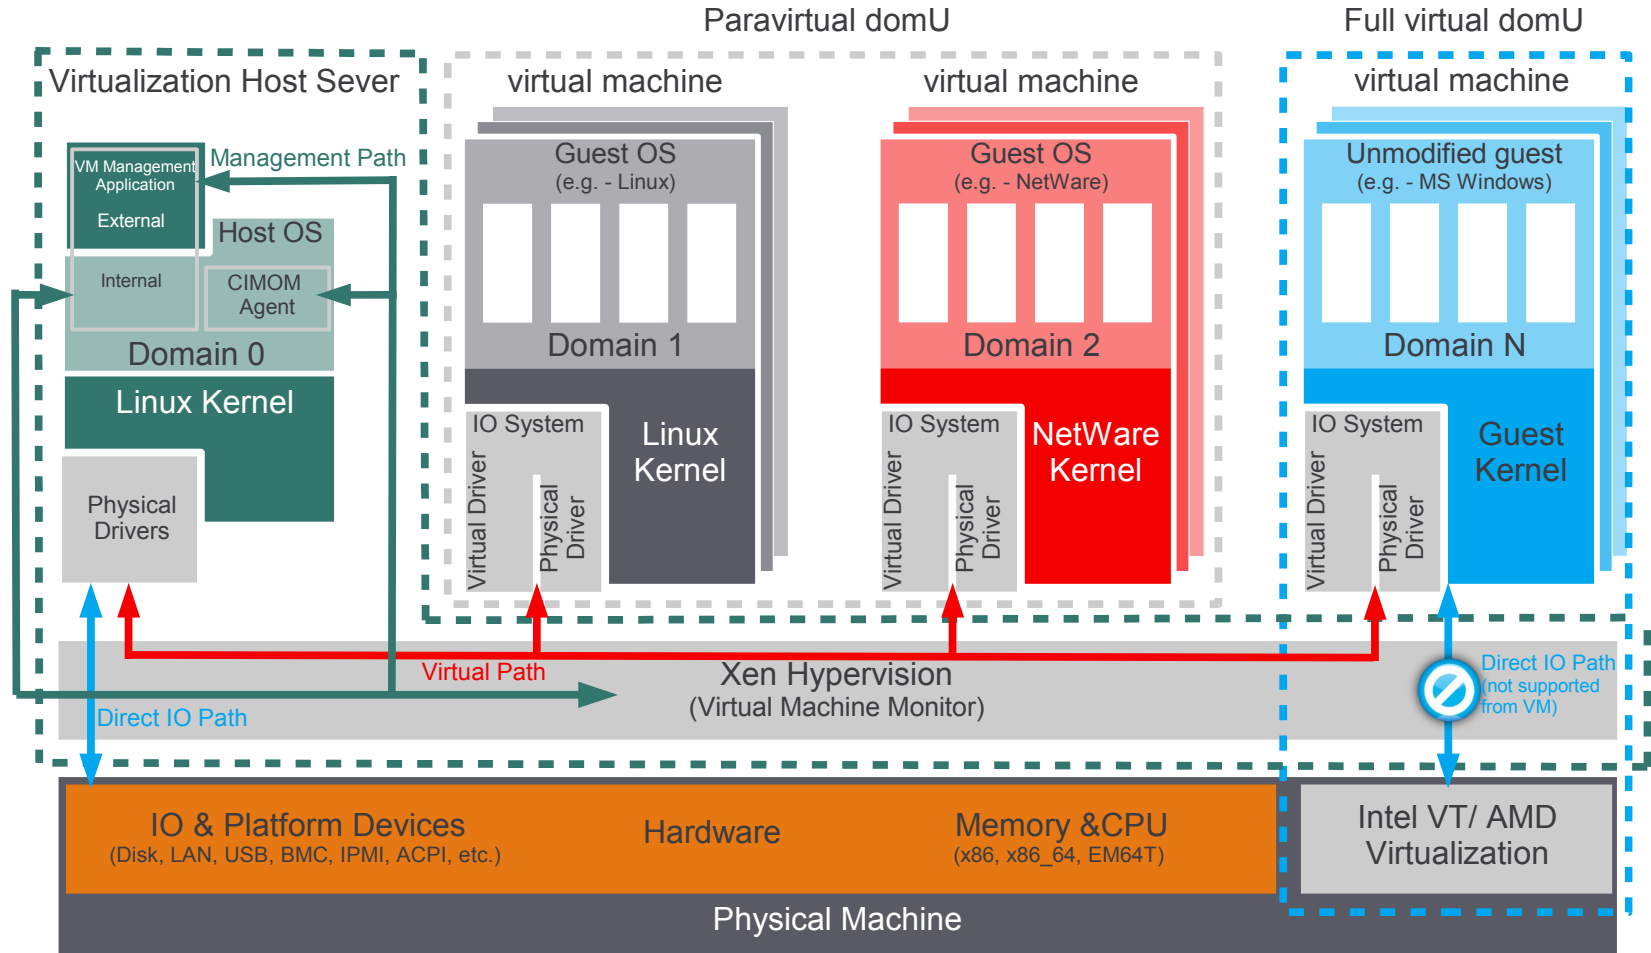 Paravirtual domU
Full virtual domU
Virtualization Host Sever
virtual machine
virtual machine
virtual machine
VM Management
Application
External
Management Path
Host OS
Internal
CIMOM
Agent
Domain 0
Linux Kernel
Physical
Drivers
Guest OS
(e.g. - Linux)
Domain 1
IO System
Virtual Driver
Physical
Driver
Linux
Kernel
Guest OS
(e.g. - NetWare)
Domain 2
IO System
Virtual Driver
Physical
Driver
NetWare
Kernel
Unmodified guest
(e.g. - MS Windows)
Domain N
IO System
Virtual Driver
Physical
Driver
Guest
Kernel
Virtual Path
Xen Hypervision
(Virtual Machine Monitor)
Direct IO Path
Direct IO Path
(not supported
from VM)
IO & Platform Devices
(Disk, LAN, USB, BMC, IPMI, ACPI, etc.)
Hardware
Memory &CPU
(x86, x86_64, EM64T)
Intel VT/ AMD
Virtualization
Physical Machine